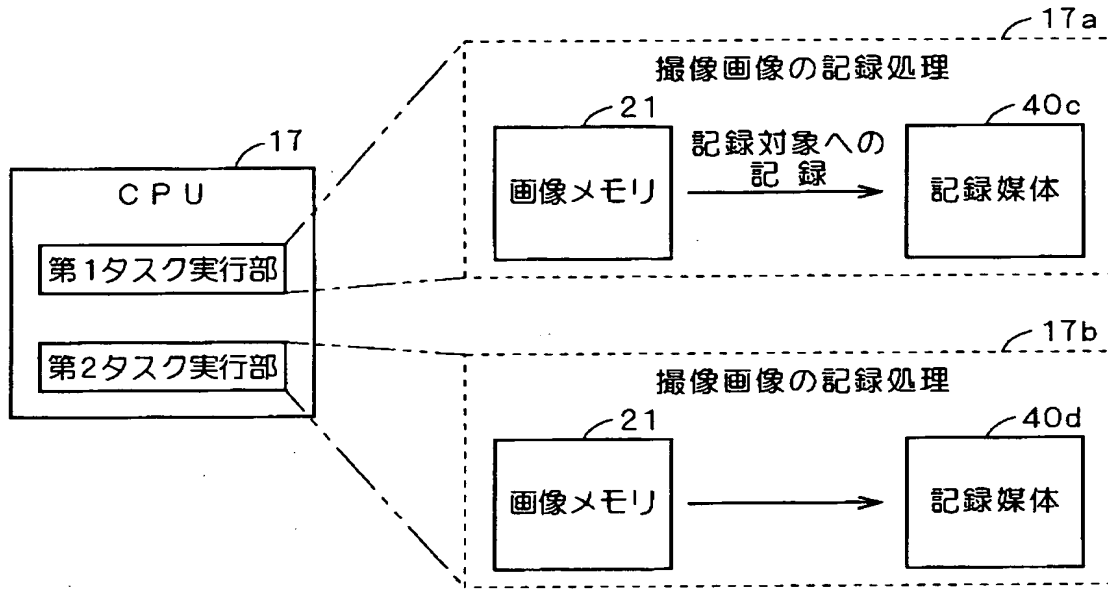 17
CPU
第1タスク実行部
第2タスク実行部
17a
撮像画像の記録処理
21
画像メモリ
記録対象への
記録
40c
記録媒体
17b
撮像画像の記録処理
21
画像メモリ
40d
記録媒体